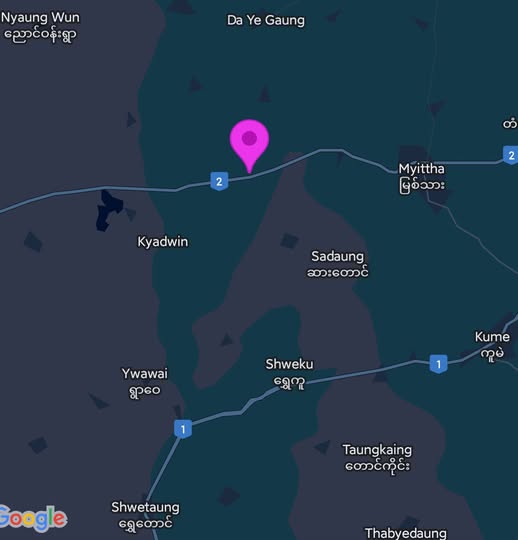 Nyaung Wun
ညောင်ဝန်းရွာ
Da Ye Gaung
တံ
2
Myittha
မြစ်သား
2
Kyadwin
Sadaung
ဆားတောင်
Kume
ကူမဲ
1
Shweku
ရွှေကူ
Ywawai
ရွာဝေ
1
Taungkaing
တောင်ကိုင်း
Shwetaung
ရွှေတောင်
Google
Thabyedaung